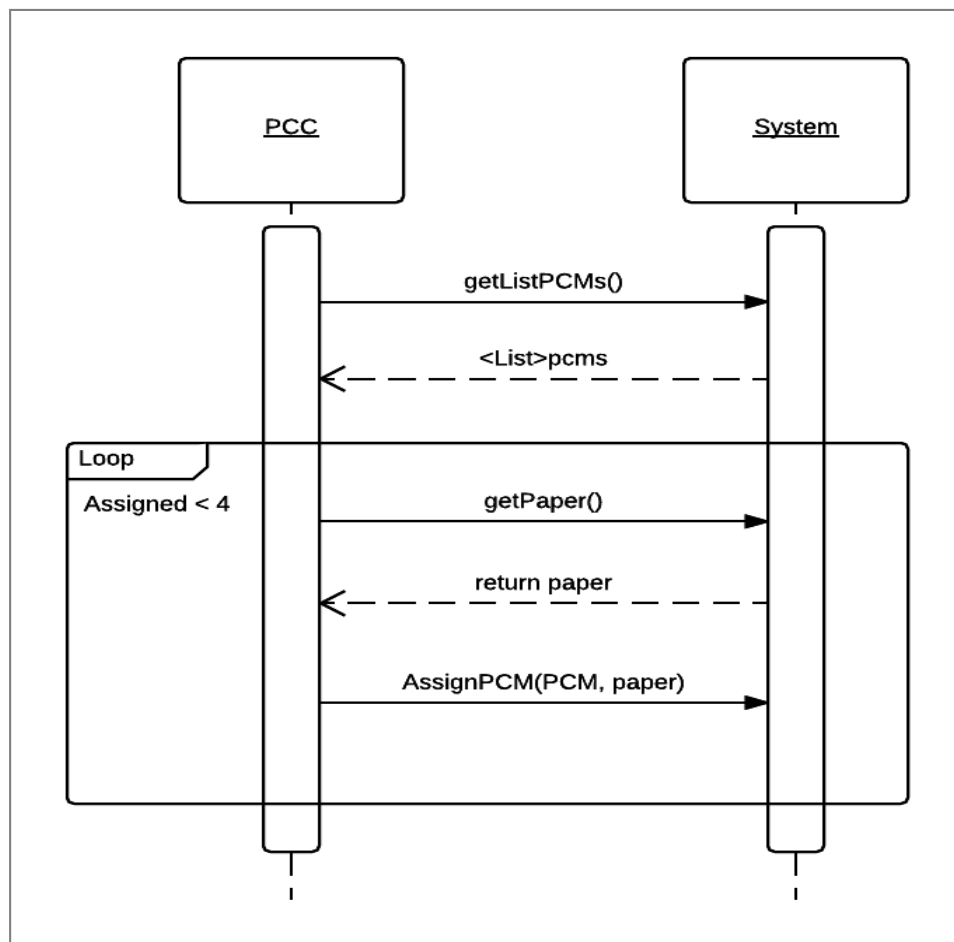 PCC
System
getListPCMs()
<List>pcms
Loop
Assigned < 4
getPaper()
return paper
AssignPCM(PCM, paper)